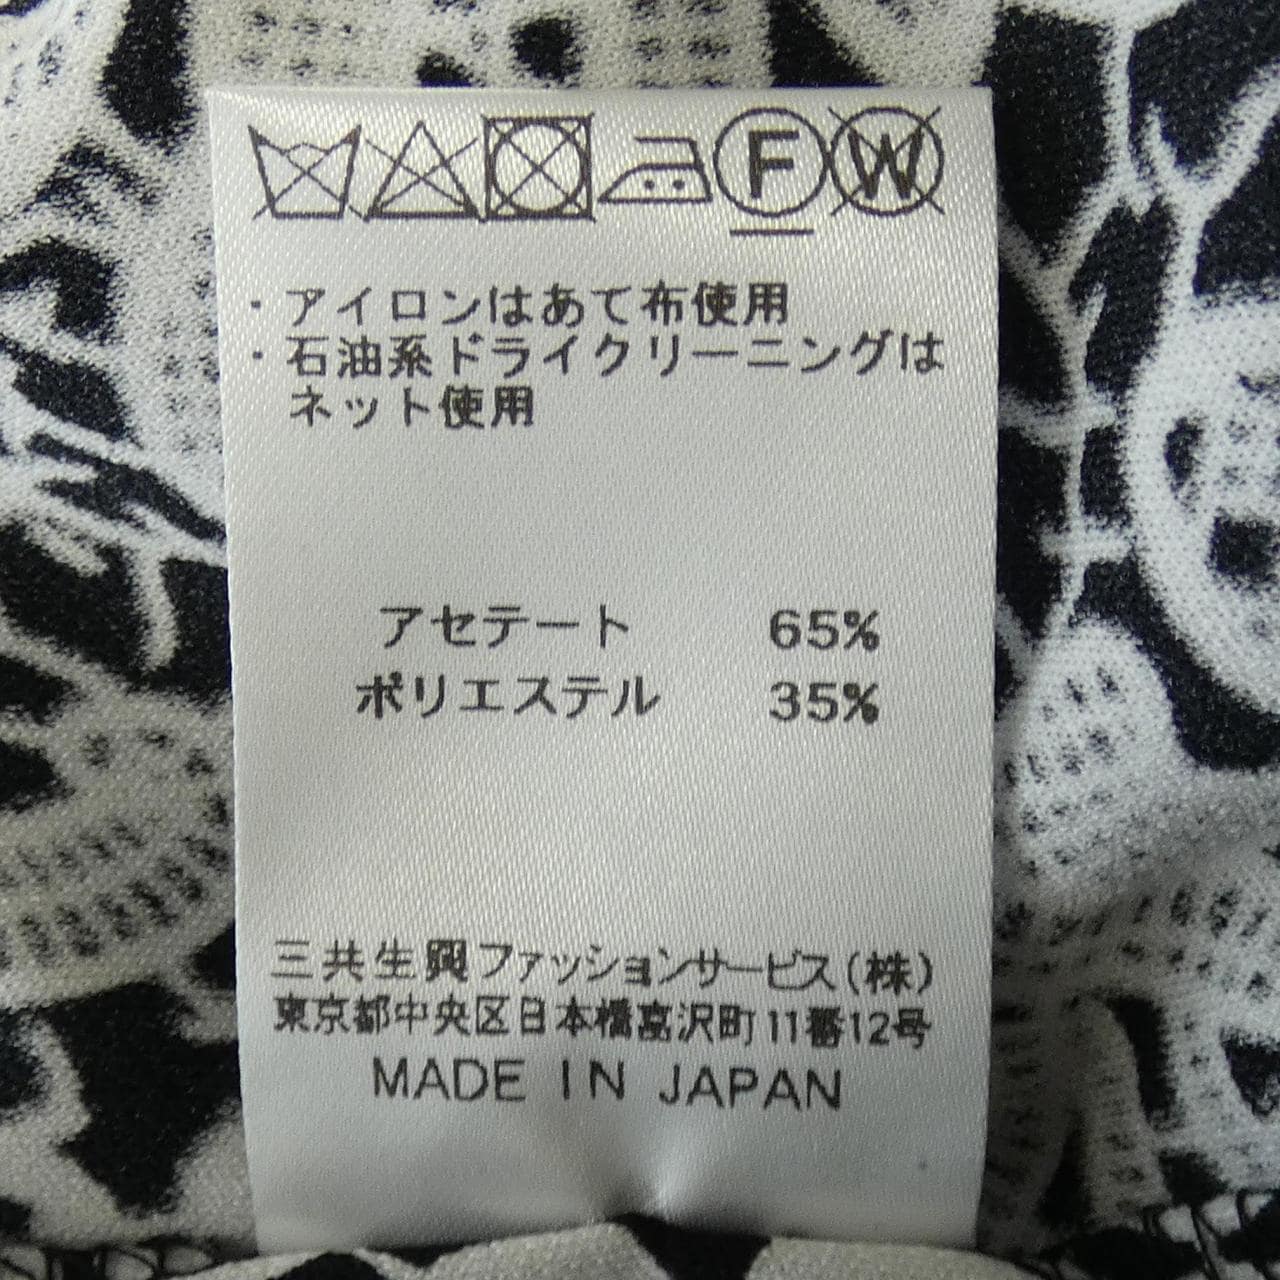 F W
・アイロンはあて布使用
・石油系ドライクリーニングは
ネット使用
アセテート 65%
ポリエステル 35%
三共生興ファッションサービス(株)
東京都中央区日本橋富沢町11番12号
MADE IN JAPAN